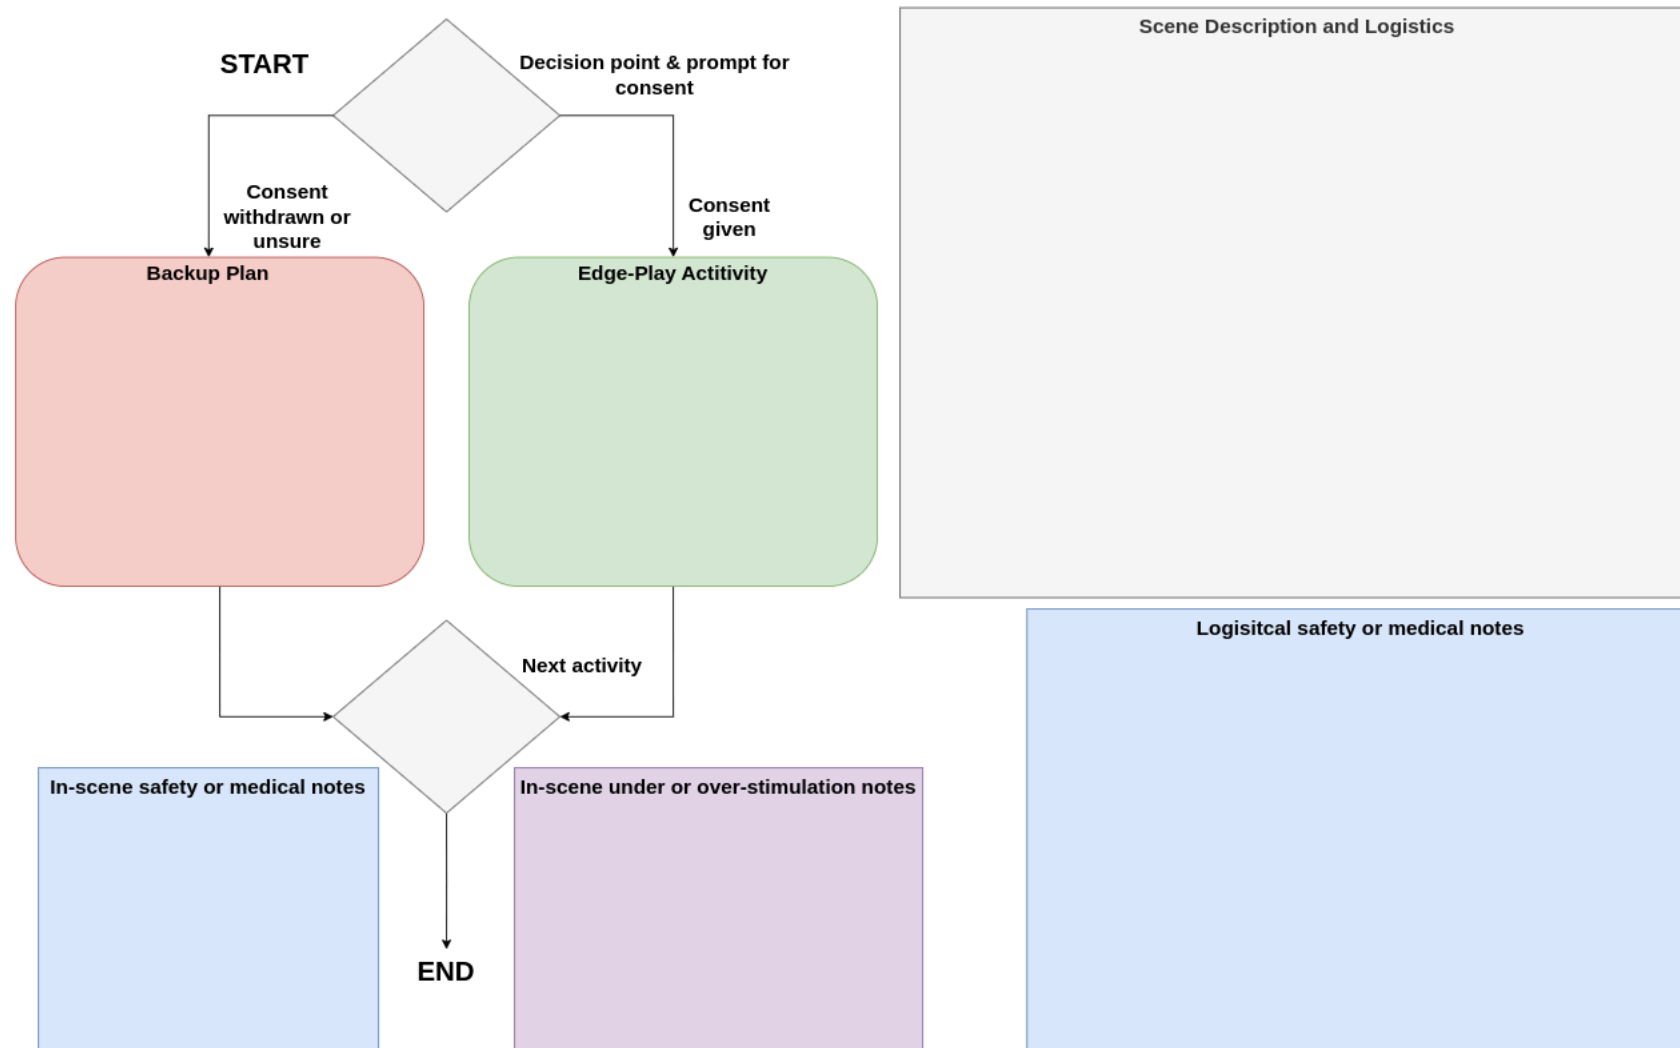 START
Decision point & prompt for
consent
Scene Description and Logistics
Consent
withdrawn or
unsure
Consent
given
Backup Plan
Edge-Play Actitivity
Next activity
Logisitcal safety or medical notes
In-scene safety or medical notes
In-scene under or over-stimulation notes
END